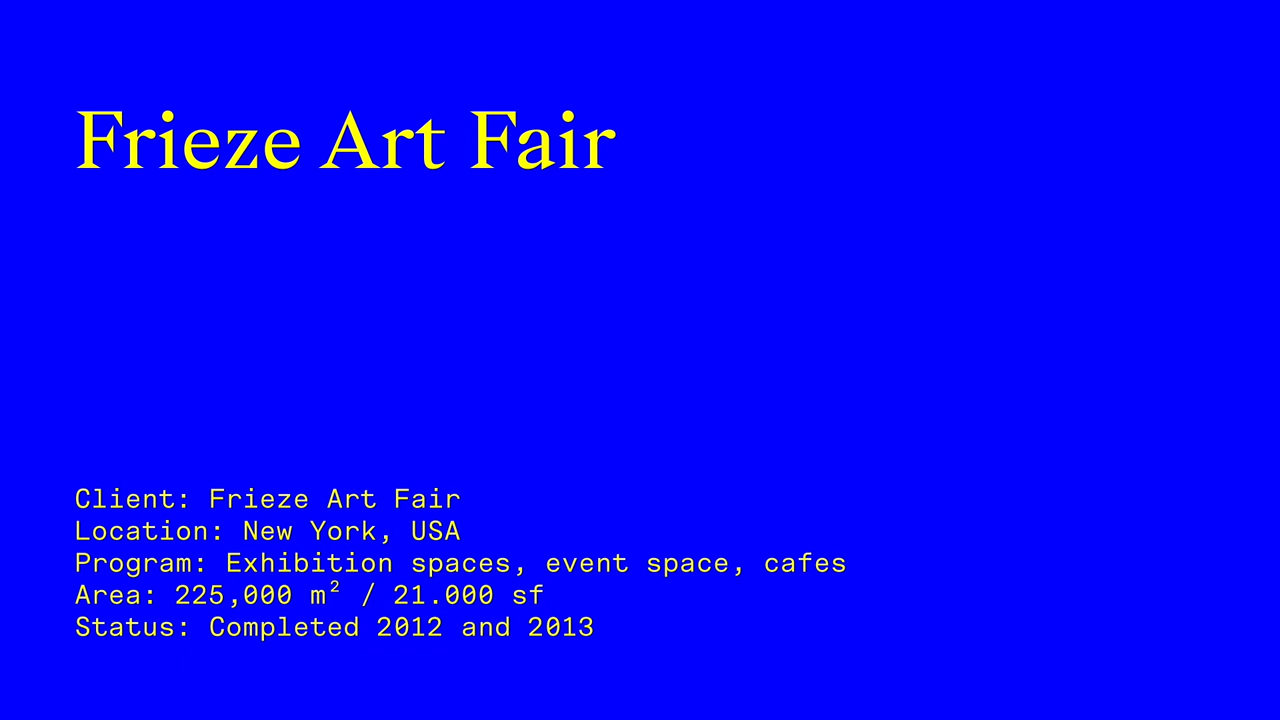 Frieze Art Fair
Client: Frieze Art Fair
Location: New York, USA
Program: Exhibition spaces, event space, cafes
Area: 225,000 m² / 21.000 sf
Status: Completed 2012 and 2013